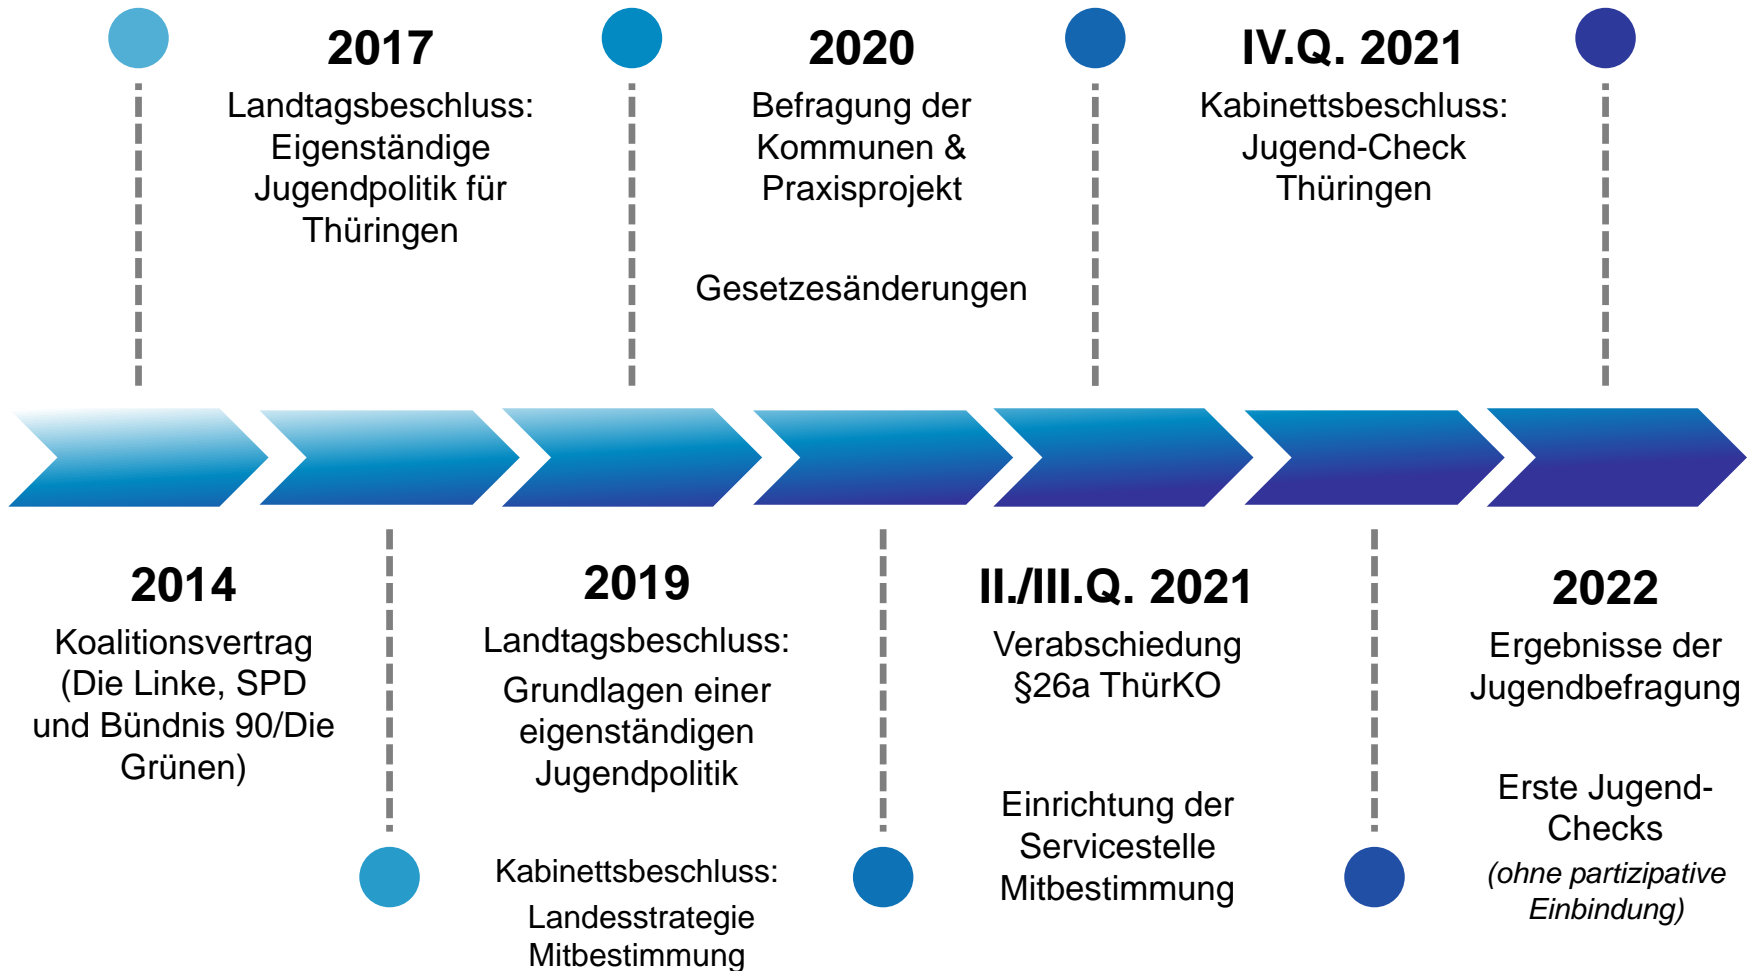 2017
Landtagsbeschluss:
Eigenständige
Jugendpolitik für
Thüringen
2020
Befragung der
Kommunen &
Praxisprojekt
Gesetzesänderungen
IV.Q. 2021
Kabinettsbeschluss:
Jugend-Check
Thüringen
2014
Koalitionsvertrag
(Die Linke, SPD
und Bündnis 90/Die
Grünen)
2019
Landtagsbeschluss:
Grundlagen einer
eigenständigen
Jugendpolitik
Kabinettsbeschluss:
Landesstrategie
Mitbestimmung
II./III.Q. 2021
Verabschiedung
§26a ThürKO
Einrichtung der
Servicestelle
Mitbestimmung
2022
Ergebnisse der
Jugendbefragung
Erste Jugend-
Checks
(ohne partizipative
Einbindung)